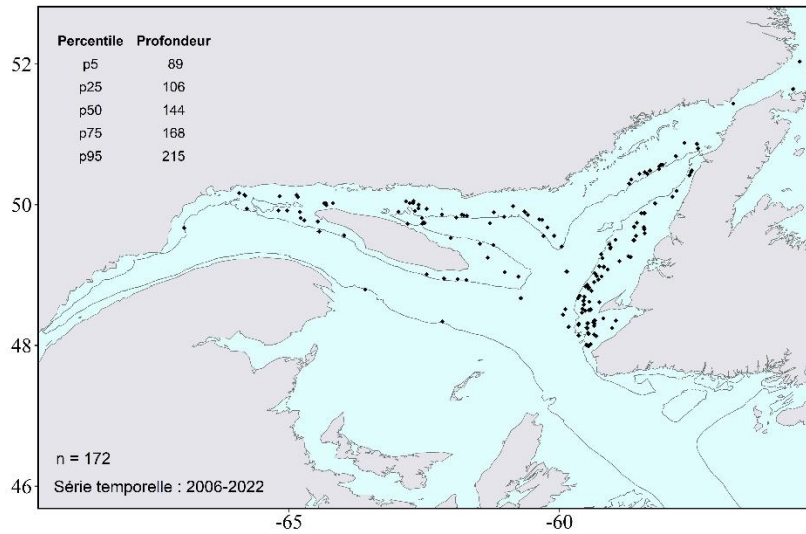 52
Percentile Profondeur
p5 89
p25 106
p50 144
p75 168
p95 215
50
48
n = 172
Série temporelle : 2006-2022
46
-65 -60